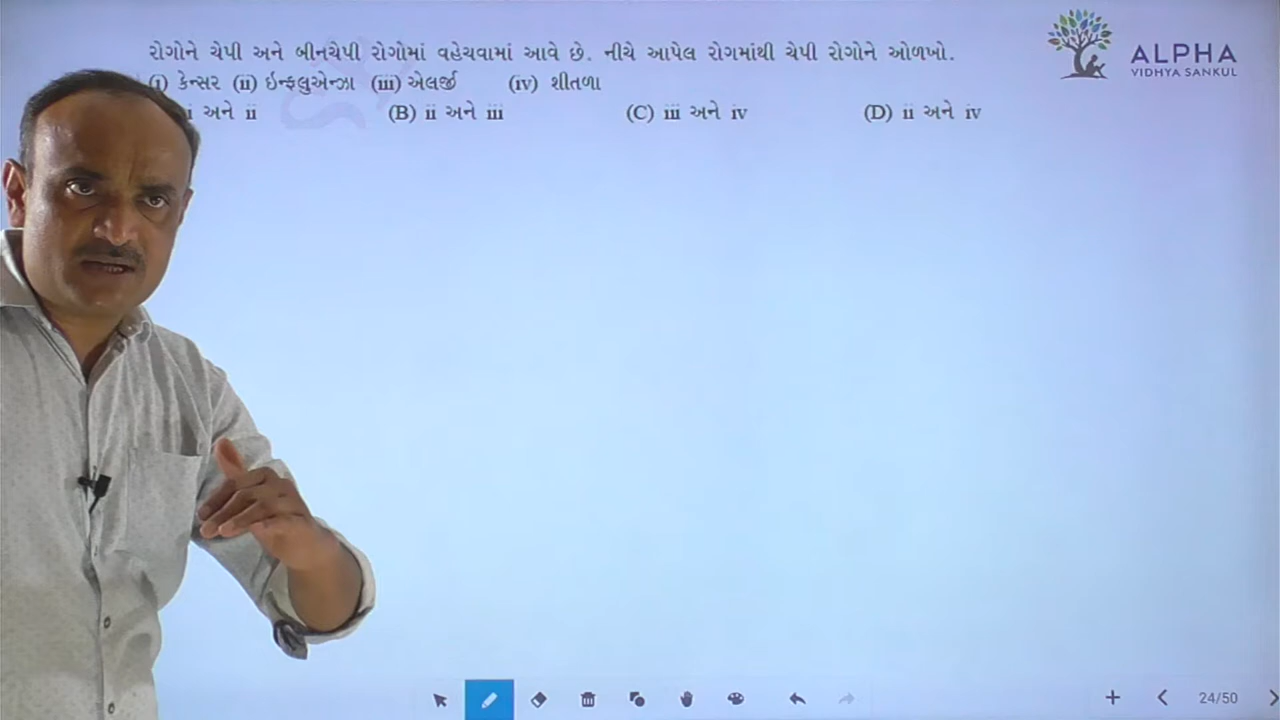 રોગોને ચેપી અને બીનચેપી રોગોમાં વહેચવામાં આવે છે. નીચે આપેલ રોગમાંથી ચેપી રોગોને ઓળખો.
(i) કેન્સર (ii) ઇન્ફલુએન્ઝા (iii) એલર્જી (iv) શીતળા
i અને ii (B) ii અને iii (C) iii અને iv (D) ii અને iv
ALPHA
VIDHYA SANKUL
24/50